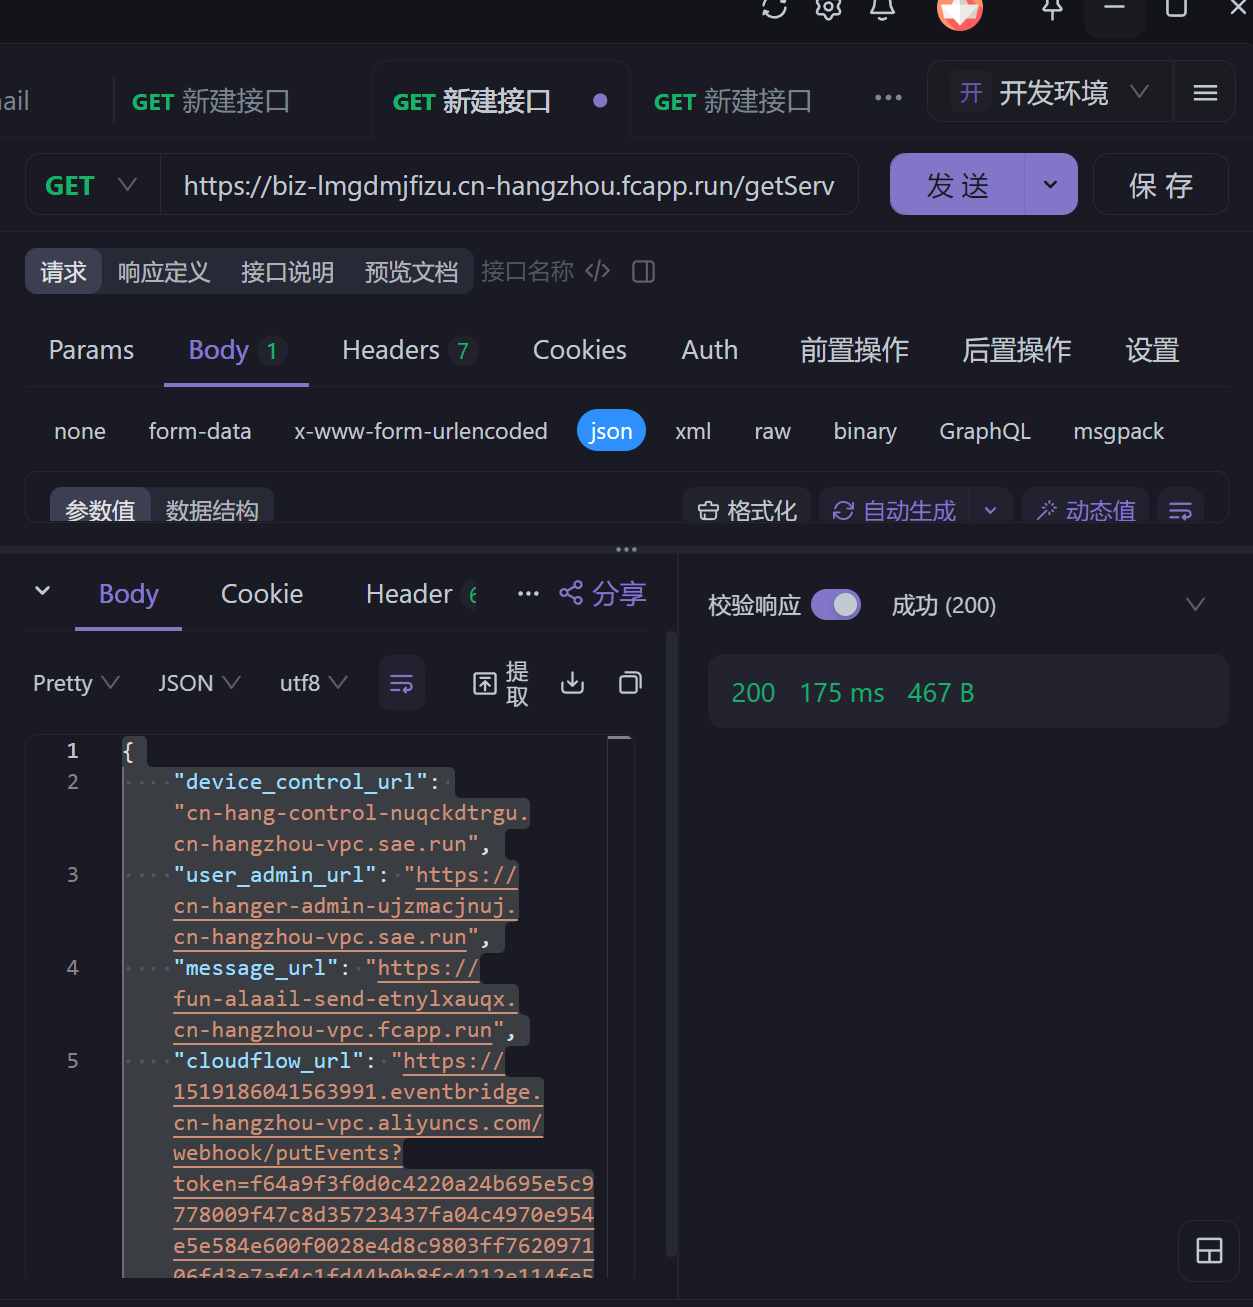 ail
GET 新建接口
GET 新建接口
GET 新建接口
开 开发环境
GET
https://biz-lmgdmjfizu.cn-hangzhou.fcapp.run/getServ
发 送
保 存
请求 响应定义 接口说明 预览文档 接口名称
Params Body 1 Headers 7 Cookies Auth 前置操作 后置操作 设置
none form-data x-www-form-urlencoded json xml raw binary GraphQL msgpack
参数值 数据结构 格式化 自动生成 动态值
Body Cookie Header 6 ··· 分享
校验响应 成功 (200)
Pretty JSON utf8 提取
200 175 ms 467 B
1 {
2 "device_control_url":
"cn-hang-control-nuqckdtrgu.
cn-hangzhou-vpc.sae.run",
3 "user_admin_url": "https://
cn-hanger-admin-ujzmacjnuj.
cn-hangzhou-vpc.sae.run",
4 "message_url": "https://
fun-alaail-send-etnylxauqx.
cn-hangzhou-vpc.fcapp.run",
5 "cloudflow_url": "https://
1519186041563991.eventbridge.
cn-hangzhou-vpc.aliyuncs.com/
webhook/putEvents?
token=f64a9f3f0d0c4220a24b695e5c9
778009f47c8d35723437fa04c4970e954
e5e584e600f0028e4d8c9803ff7620971
06fd3e7af4c1fd44b0b8fc4212e114fe5